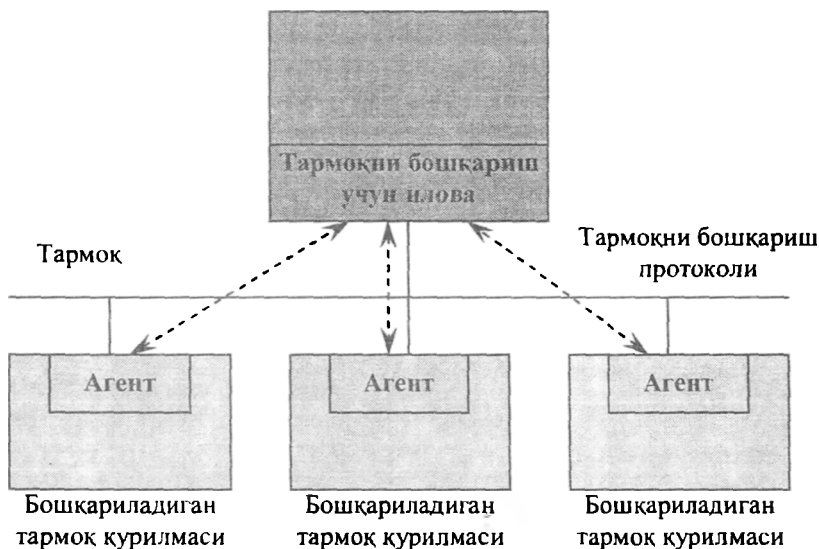 Тармоқни бошқариш
учун илова
Тармоқ
Тармоқни бошқариш
протоколи
Агент
Агент
Агент
Бошқариладиган
тармоқ қурилмаси
Бошқариладиган
тармоқ қурилмаси
Бошқариладиган
тармоқ қурилмаси